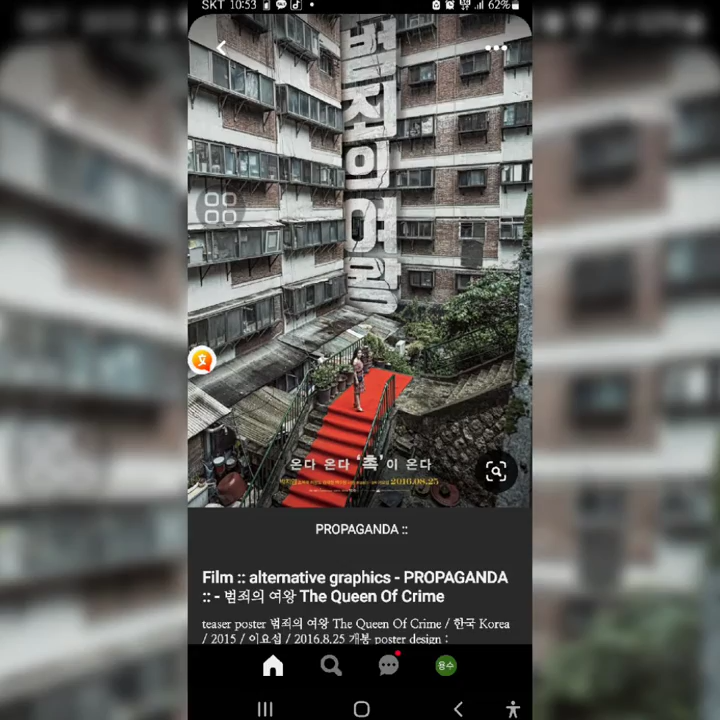 SKT 10:53
62%
범죄의 여왕
온다 온다 '촉'이 온다
2016.08.25
PROPAGANDA ::
Film :: alternative graphics - PROPAGANDA
:: - 범죄의 여왕 The Queen Of Crime
teaser poster 범죄의 여왕 The Queen Of Crime / 한국 Korea
/ 2015 / 이요섭 / 2016.8.25 개봉 poster design :
용수